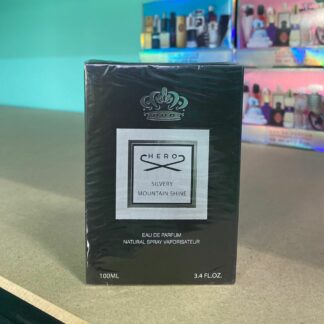 HERO
SILVERY
MOUNTAIN SHINE
EAU DE PARFUM
NATURAL SPRAY VAPORISATEUR
100ML 3.4 FL.OZ.